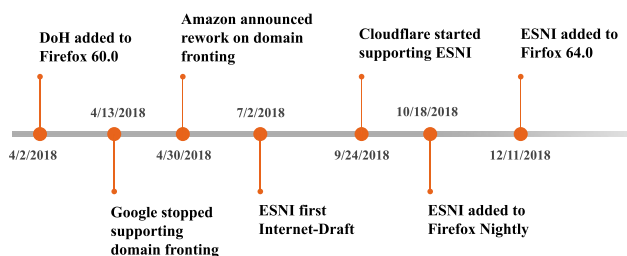 Amazon announced
rework on domain
fronting
DoH added to
Firefox 60.0
Cloudflare started
supporting ESNI
ESNI added to
Firfox 64.0
4/13/2018
7/2/2018
10/18/2018
4/2/2018
4/30/2018
9/24/2018
12/11/2018
Google stopped
supporting
domain fronting
ESNI first
Internet-Draft
ESNI added to
Firefox Nightly